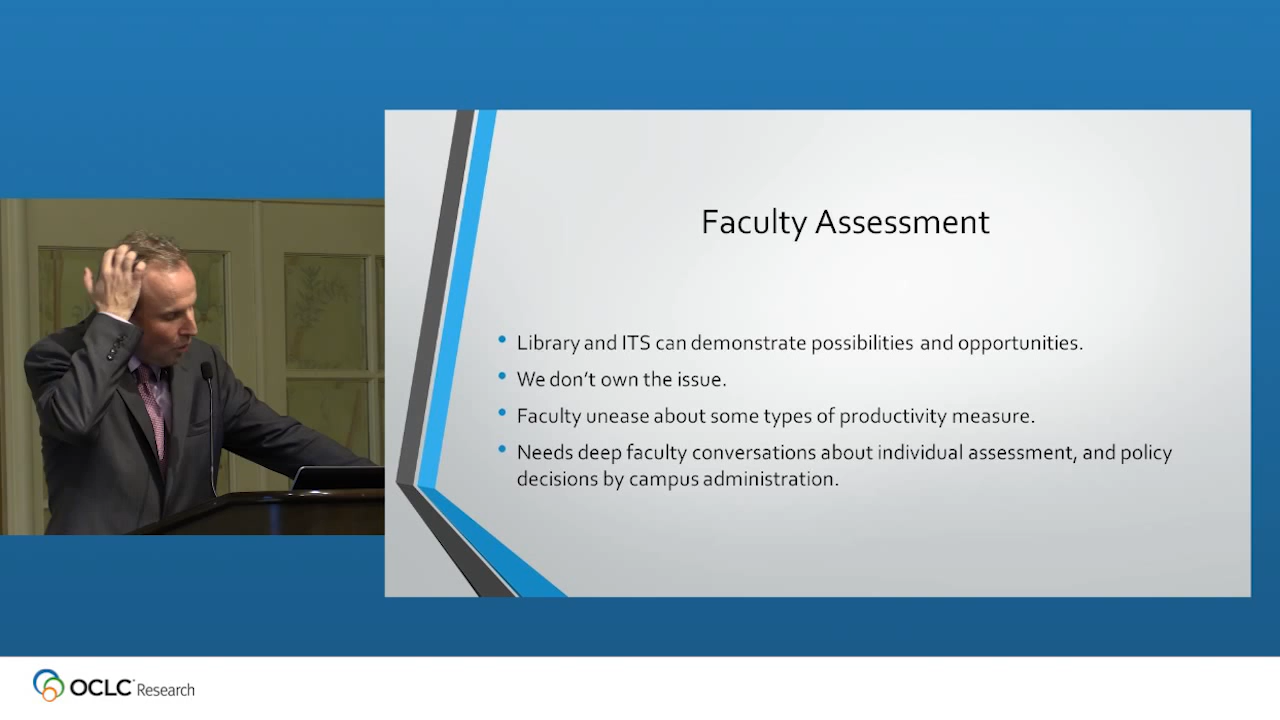 Faculty Assessment
• Library and ITS can demonstrate possibilities and opportunities.
• We don't own the issue.
• Faculty unease about some types of productivity measure.
• Needs deep faculty conversations about individual assessment, and policy
decisions by campus administration.
OCLC Research